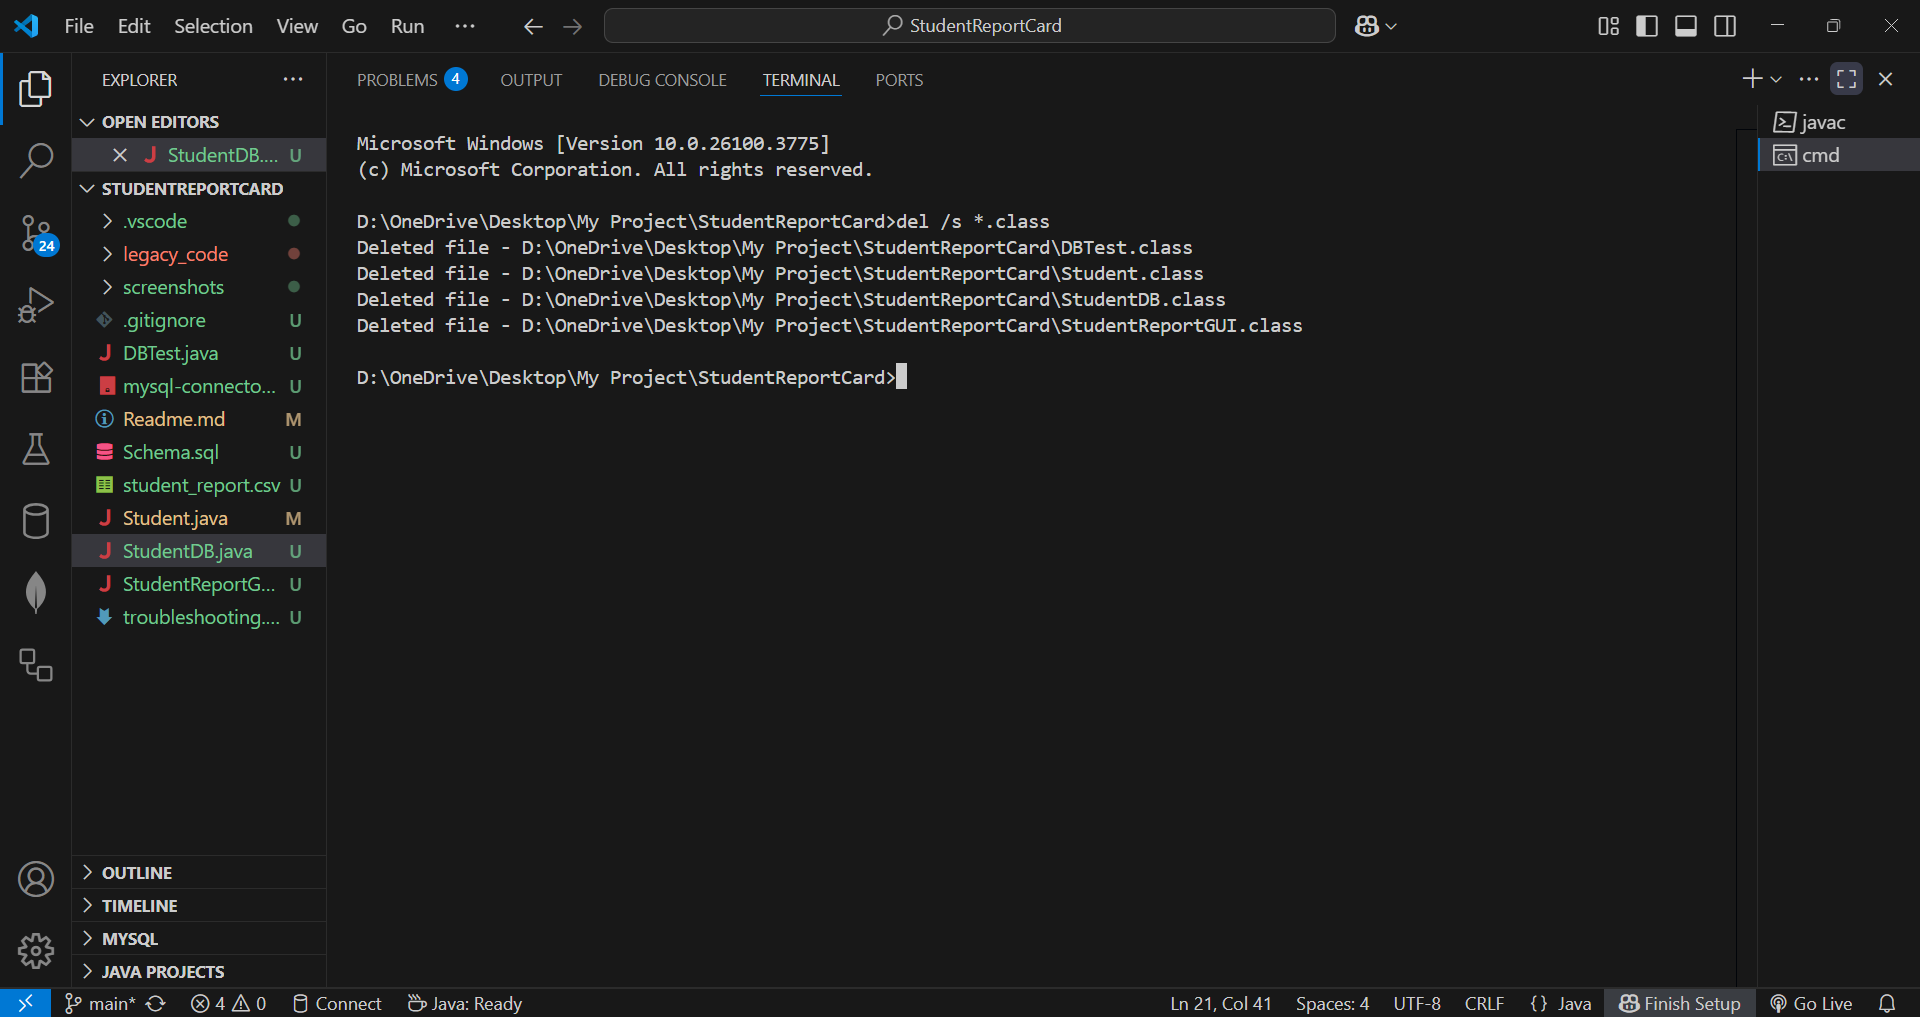 File Edit Selection View Go Run ··· StudentReportCard
EXPLORER
OPEN EDITORS
StudentDB.... U
STUDENTREPORTCARD
.vscode
legacy_code
screenshots
.gitignore U
DBTest.java U
mysql-connecto... U
Readme.md M
Schema.sql U
student_report.csv U
Student.java M
StudentDB.java U
StudentReportG... U
troubleshooting.... U
OUTLINE
TIMELINE
MYSQL
JAVA PROJECTS
24
PROBLEMS 4 OUTPUT DEBUG CONSOLE TERMINAL PORTS
Microsoft Windows [Version 10.0.26100.3775]
(c) Microsoft Corporation. All rights reserved.
D:\OneDrive\Desktop\My Project\StudentReportCard>del /s *.class
Deleted file - D:\OneDrive\Desktop\My Project\StudentReportCard\DBTest.class
Deleted file - D:\OneDrive\Desktop\My Project\StudentReportCard\Student.class
Deleted file - D:\OneDrive\Desktop\My Project\StudentReportCard\StudentDB.class
Deleted file - D:\OneDrive\Desktop\My Project\StudentReportCard\StudentReportGUI.class
D:\OneDrive\Desktop\My Project\StudentReportCard>
javac
cmd
main* 4 0 Connect Java: Ready Ln 21, Col 41 Spaces: 4 UTF-8 CRLF {} Java Finish Setup Go Live